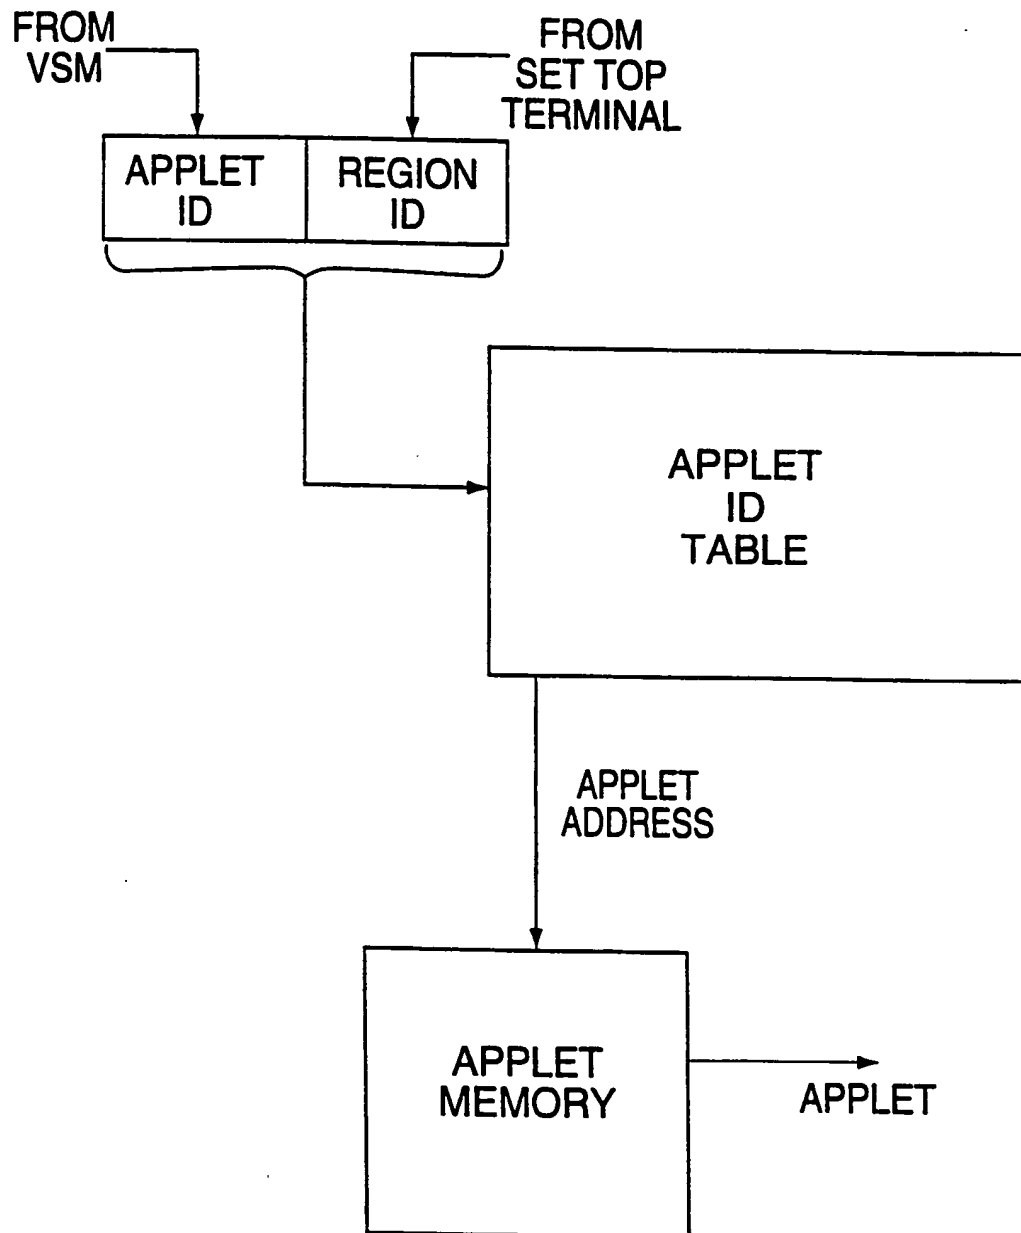 FROM
VSM
FROM
SET TOP
TERMINAL
APPLET
ID
REGION
ID
APPLET
ID
TABLE
APPLET
ADDRESS
APPLET
MEMORY
APPLET